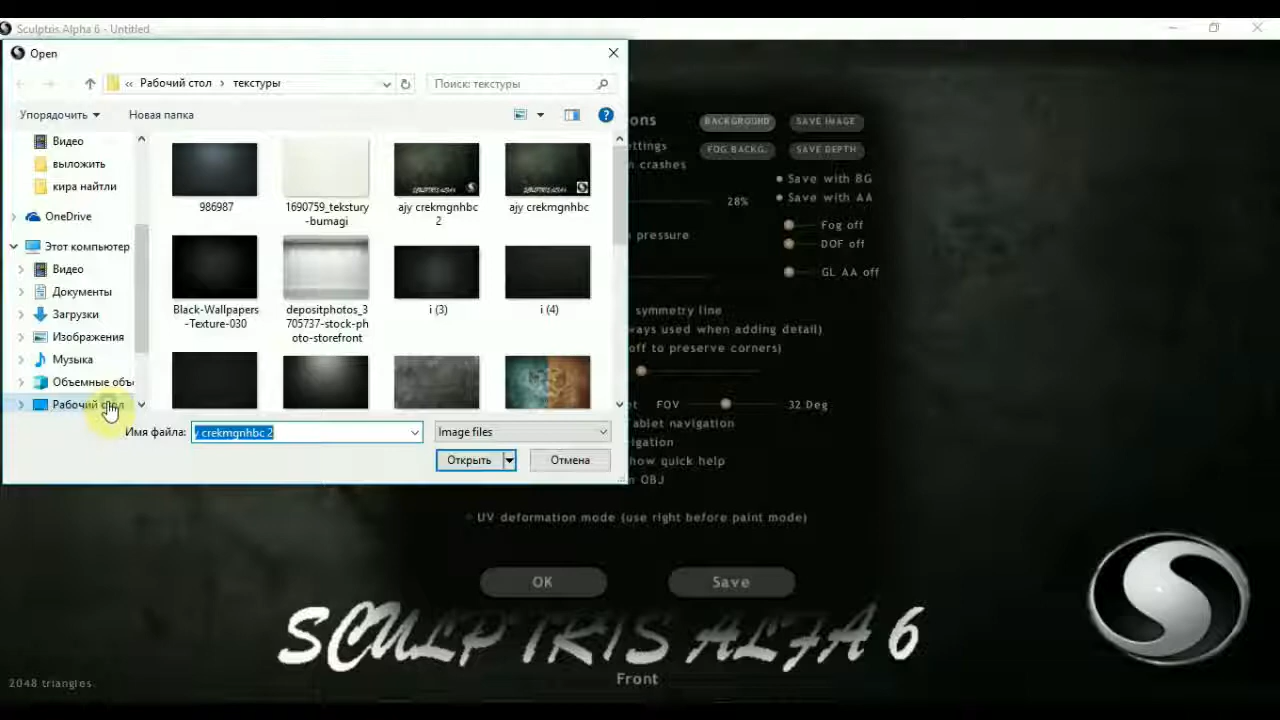 Sculptris Alpha 6 - Untitled
Open
« Рабочий стол › текстуры
Поиск: текстуры
Упорядочить
Новая папка
Видео
выложить
кира найти
OneDrive
Этот компьютер
Видео
Документы
Загрузки
Изображения
Музыка
Объемные объ
Рабочий стол
986987
1690759_tekstury
-bumagi
ajy crekmgnhbc
2
ajy crekmgnhbc
Black-Wallpapers
-Texture-030
depositphotos_3
705737-stock-ph
oto-storefront
i (3)
i (4)
Имя файла:
y crekmgnhbc 2
Image files
Открыть
Отмена
ons
BACKGROUND
SAVE IMAGE
ettings
FOG BACKG.
SAVE DEPTH
n crashes
Save with BG
28%
Save with AA
Fog off
pressure
DOF off
GL AA off
symmetry line
ways used when adding detail)
off to preserve corners)
et
FOV
32 Deg
ablet navigation
igation
how quick help
n OBJ
UV deformation mode (use right before paint mode)
OK
Save
SCULPTRIS ALFA 6
Front
2048 triangles